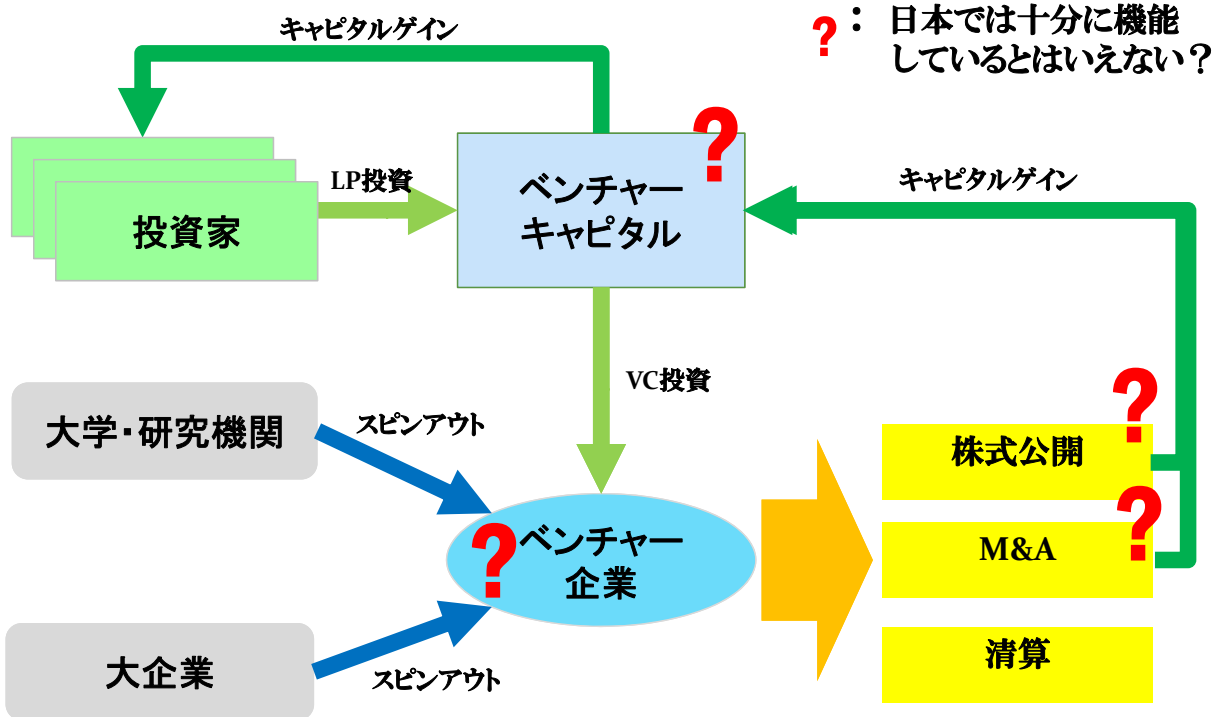 キャピタルゲイン
?： 日本では十分に機能
しているとはいえない？
投資家
LP投資
ベンチャー
キャピタル
?
キャピタルゲイン
VC投資
大学・研究機関
スピンアウト
?
ベンチャー
企業
大企業
スピンアウト
株式公開
?
M&A
?
清算